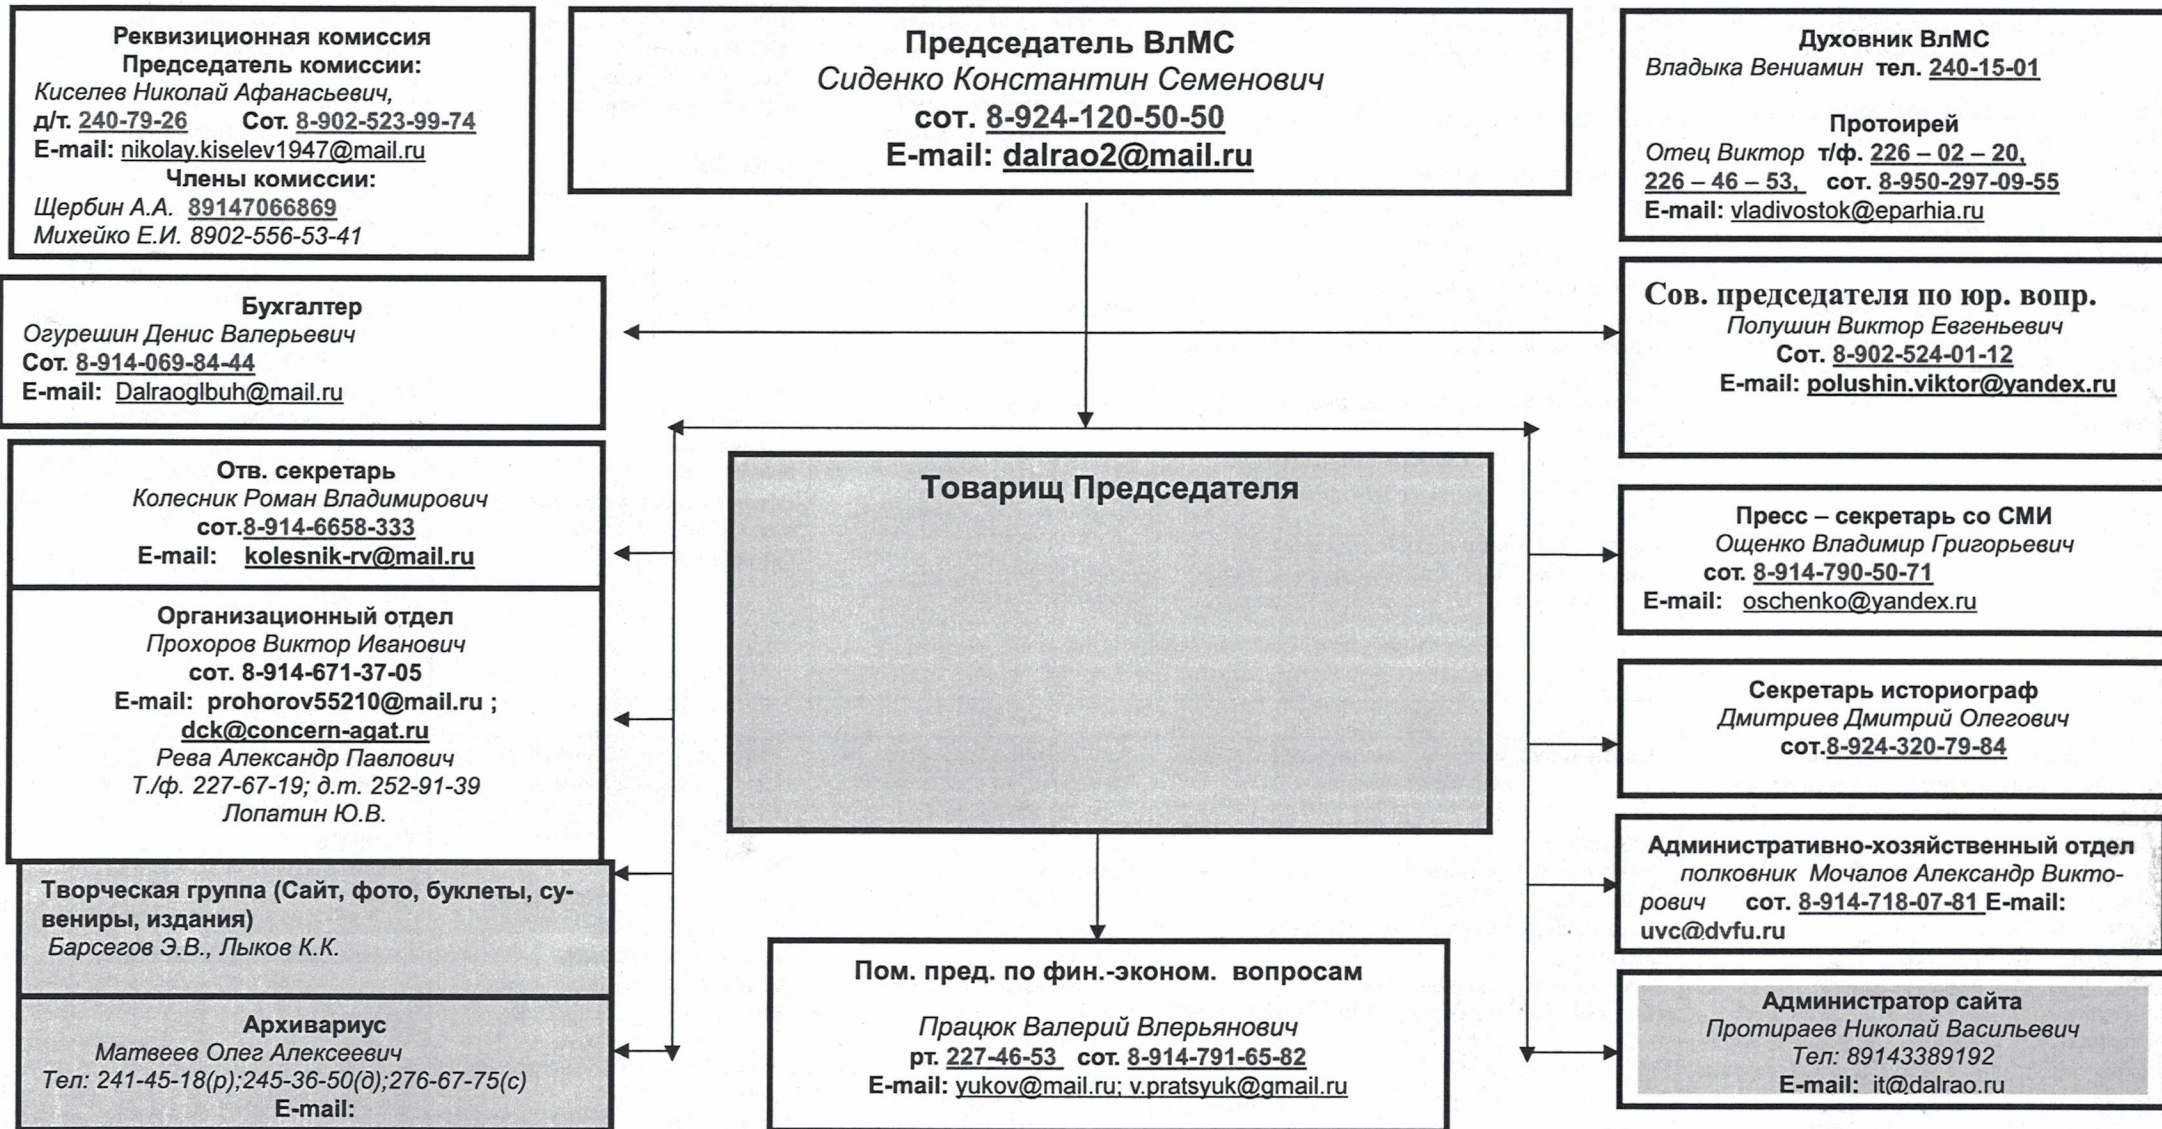 Реквизиционная комиссия
Председатель комиссии:
Киселев Николай Афанасьевич,
д/т. 240-79-26 Сот. 8-902-523-99-74
E-mail: nikolay.kiselev1947@mail.ru
Члены комиссии:
Щербин А.А. 89147066869
Михейко Е.И. 8902-556-53-41
Председатель ВлМС
Сиденко Константин Семенович
сот. 8-924-120-50-50
E-mail: dalrao2@mail.ru
Духовник ВлМС
Владыка Вениамин тел. 240-15-01
Протоирей
Отец Виктор т/ф. 226 – 02 – 20,
226 – 46 – 53, сот. 8-950-297-09-55
E-mail: vladivostok@eparhia.ru
Бухгалтер
Огурешин Денис Валерьевич
Сот. 8-914-069-84-44
E-mail: Dalraoglbuh@mail.ru
Сов. председателя по юр. вопр.
Полушин Виктор Евгеньевич
Сот. 8-902-524-01-12
E-mail: polushin.viktor@yandex.ru
Отв. секретарь
Колесник Роман Владимирович
сот.8-914-6658-333
E-mail: kolesnik-rv@mail.ru
Организационный отдел
Прохоров Виктор Иванович
сот. 8-914-671-37-05
E-mail: prohorov55210@mail.ru ;
dck@concern-agat.ru
Рева Александр Павлович
Т./ф. 227-67-19; д.т. 252-91-39
Лопатин Ю.В.
Творческая группа (Сайт, фото, буклеты, су-
вениры, издания)
Барсегов Э.В., Лыков К.К.
Архивариус
Матвеев Олег Алексеевич
Тел: 241-45-18(р);245-36-50(д);276-67-75(с)
E-mail:
Товарищ Председателя
Пом. пред. по фин.-эконом. вопросам
Працюк Валерий Влерьянович
рт. 227-46-53 сот. 8-914-791-65-82
E-mail: yukov@mail.ru; v.pratsyuk@gmail.ru
Пресс – секретарь со СМИ
Ощенко Владимир Григорьевич
сот. 8-914-790-50-71
E-mail: oschenko@yandex.ru
Секретарь историограф
Дмитриев Дмитрий Олегович
сот.8-924-320-79-84
Административно-хозяйственный отдел
полковник Мочалов Александр Викто-
рович сот. 8-914-718-07-81 E-mail:
uvc@dvfu.ru
Администратор сайта
Протираев Николай Васильевич
Тел: 89143389192
E-mail: it@dalrao.ru